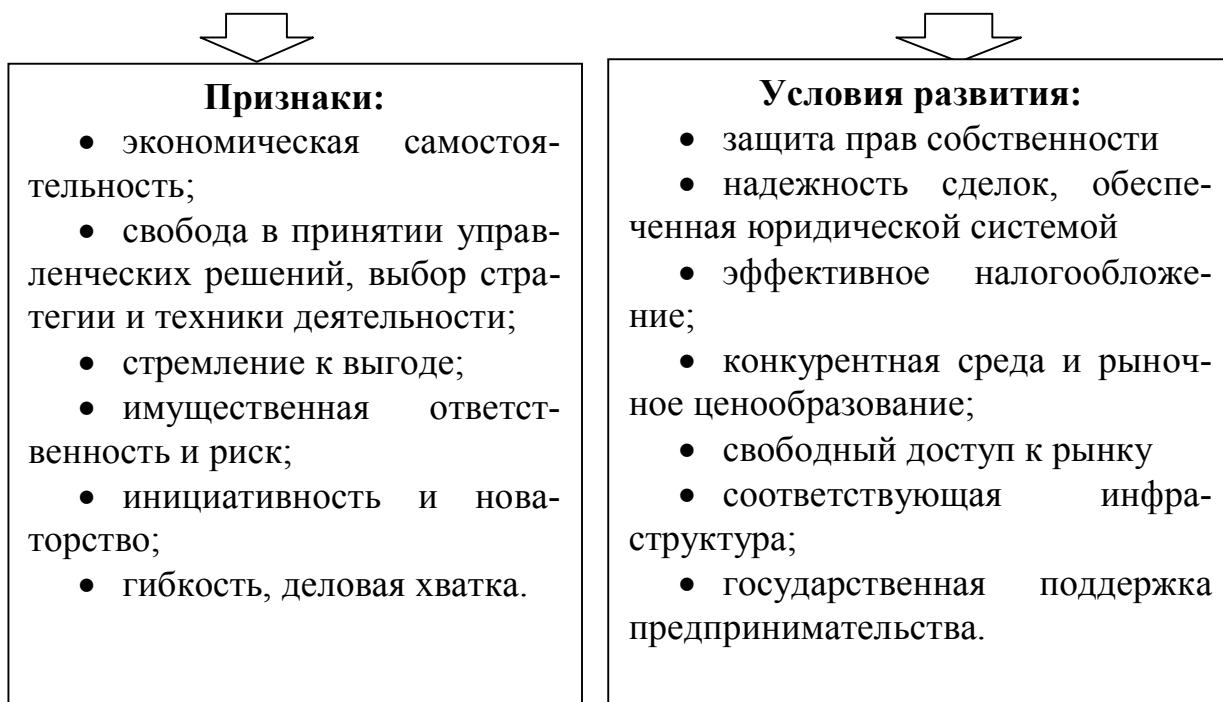 Признаки:
• экономическая самостоя-
тельность;
• свобода в принятии управ-
ленческих решений, выбор стра-
тегии и техники деятельности;
• стремление к выгоде;
• имущественная ответст-
венность и риск;
• инициативность и нова-
торство;
• гибкость, деловая хватка.
Условия развития:
• защита прав собственности
• надежность сделок, обеспе-
ченная юридической системой
• эффективное налогообложе-
ние;
• конкурентная среда и рыноч-
ное ценообразование;
• свободный доступ к рынку
• соответствующая инфра-
структура;
• государственная поддержка
предпринимательства.